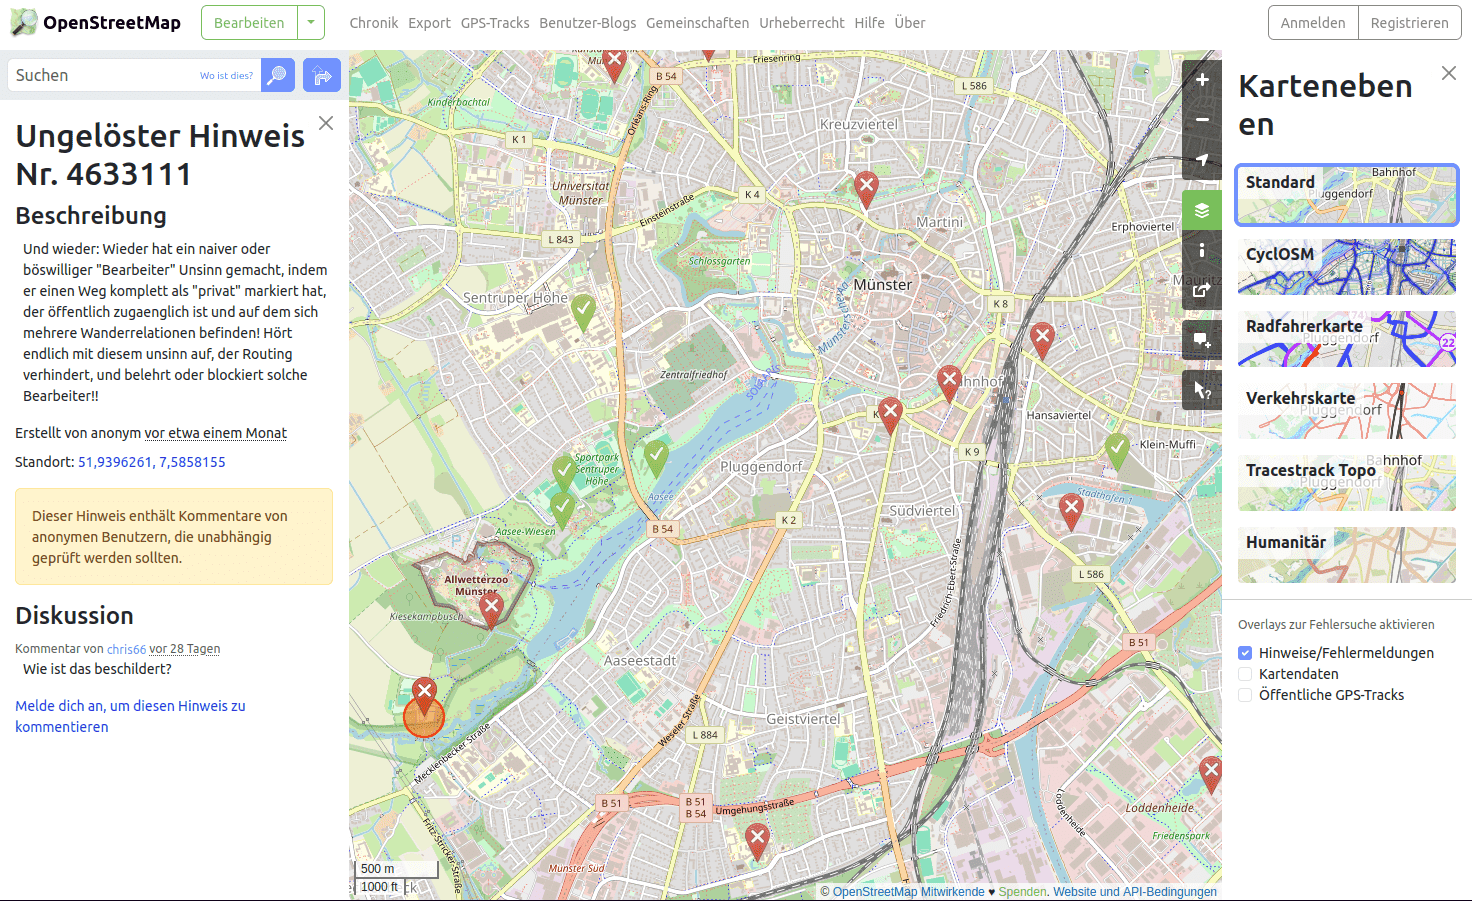 OpenStreetMap
Bearbeiten
Chronik Export GPS-Tracks Benutzer-Blogs Gemeinschaften Urheberrecht Hilfe Über
Anmelden Registrieren
Suchen Wo ist dies?
Ungelöster Hinweis
Nr. 4633111
Beschreibung
Und wieder: Wieder hat ein naiver oder
böswilliger "Bearbeiter" Unsinn gemacht, indem
er einen Weg komplett als "privat" markiert hat,
der öffentlich zugaenglich ist und auf dem sich
mehrere Wanderrelationen befinden! Hört
endlich mit diesem unsinn auf, der Routing
verhindert, und belehrt oder blockiert solche
Bearbeiter!!
Erstellt von anonym vor etwa einem Monat
Standort: 51,9396261, 7,5858155
Dieser Hinweis enthält Kommentare von
anonymen Benutzern, die unabhängig
geprüft werden sollten.
Diskussion
Kommentar von chris66 vor 28 Tagen
Wie ist das beschildert?
Melde dich an, um diesen Hinweis zu
kommentieren
Friesenring
B 54
L 586
Kinderbachtal
Orléans-Ring
Kreuzviertel
K 1
Universität
Münster
K 4
Einsteinstraße
Martini
Erphoviertel
L 843
Schlossgarten
Münster
Sentruper Höhe
K 8
Zentralfriedhof
Hansaviertel
Klein-Muffi
K 9
Sportpark
Sentruper
Höhe
Pluggendorf
Aasee
Stadthafen 1
Südviertel
K 2
B 54
Aasee-Wiesen
Allwetterzoo
Münster
Kiesekampbusch
L 586
Friedrich-Ebert-Straße
B 51
Aaseestadt
Geistviertel
Weseler Straße
L 884
Mecklenbecker Straße
B 51
B 51
B 54
Umgehungsstraße
Loddenheide
Loddenheide
Friedenspark
Fritz-Stricker-Straße
Münster Süd
500 m
1000 ft
© OpenStreetMap Mitwirkende ♥ Spenden. Website und API-Bedingungen
Karteneben
en
Standard
Bahnhof
CyclOSM
Radfahrerkarte
22
Verkehrskarte
Pluggendorf
Tracestrack Topo
Bahnhof
Pluggendorf
Humanitär
Overlays zur Fehlersuche aktivieren
Hinweise/Fehlermeldungen
Kartendaten
Öffentliche GPS-Tracks